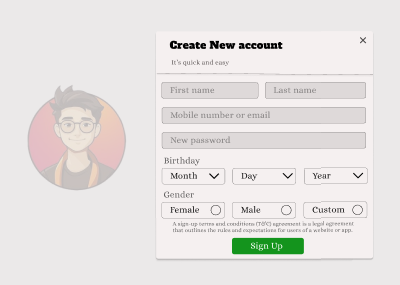 Create New account
It's quick and easy
First name
Last name
Mobile number or email
New password
Birthday
Month
Day
Year
Gender
Female
Male
Custom
A sign-up terms and conditions (T&C) agreement is a legal agreement
that outlines the rules and expectations for users of a website or app.
Sign Up